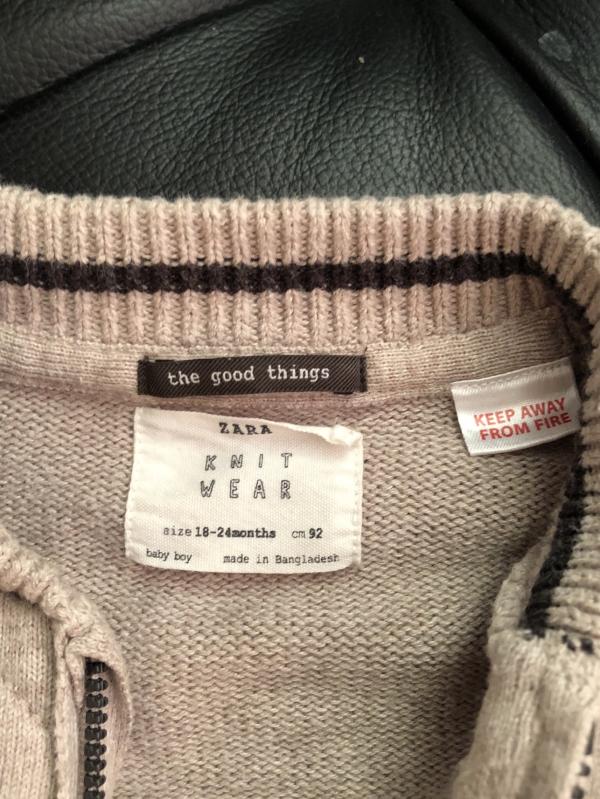 the good things
KEEP AWAY
FROM FIRE
ZARA
KNIT
WEAR
size 18-24months cm 92
baby boy made in Bangladesh